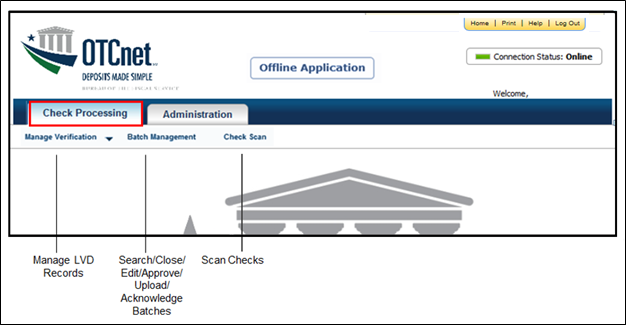 Home | Print | Help | Log Out
OTCnet
DEPOSITS MADE SIMPLE
Offline Application
Connection Status: Online
Welcome,
Check Processing
Administration
Manage Verification
Batch Management
Check Scan
Manage LVD
Records
Search/Close/
Edit/Approve/
Upload/
Acknowledge
Batches
Scan Checks